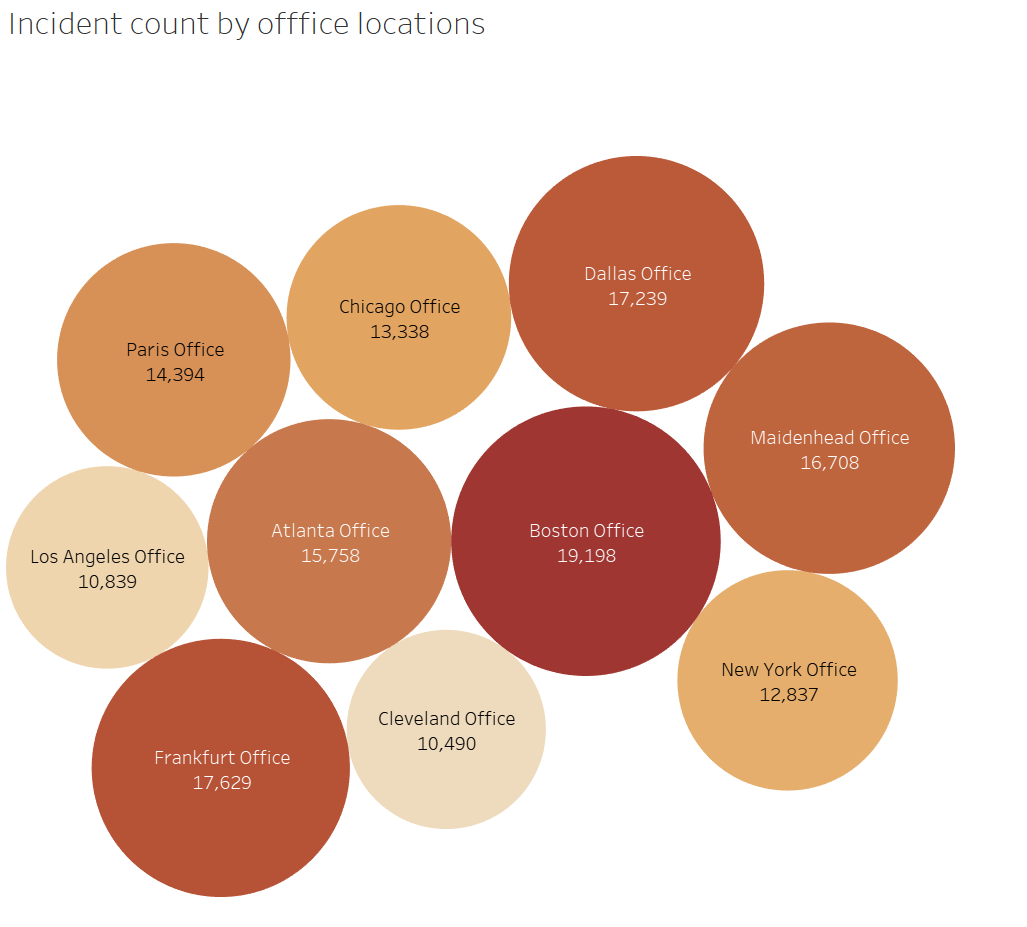 Incident count by offfice locations
Dallas Office
17,239
Chicago Office
13,338
Paris Office
14,394
Maidenhead Office
16,708
Atlanta Office
15,758
Boston Office
19,198
Los Angeles Office
10,839
New York Office
12,837
Cleveland Office
10,490
Frankfurt Office
17,629